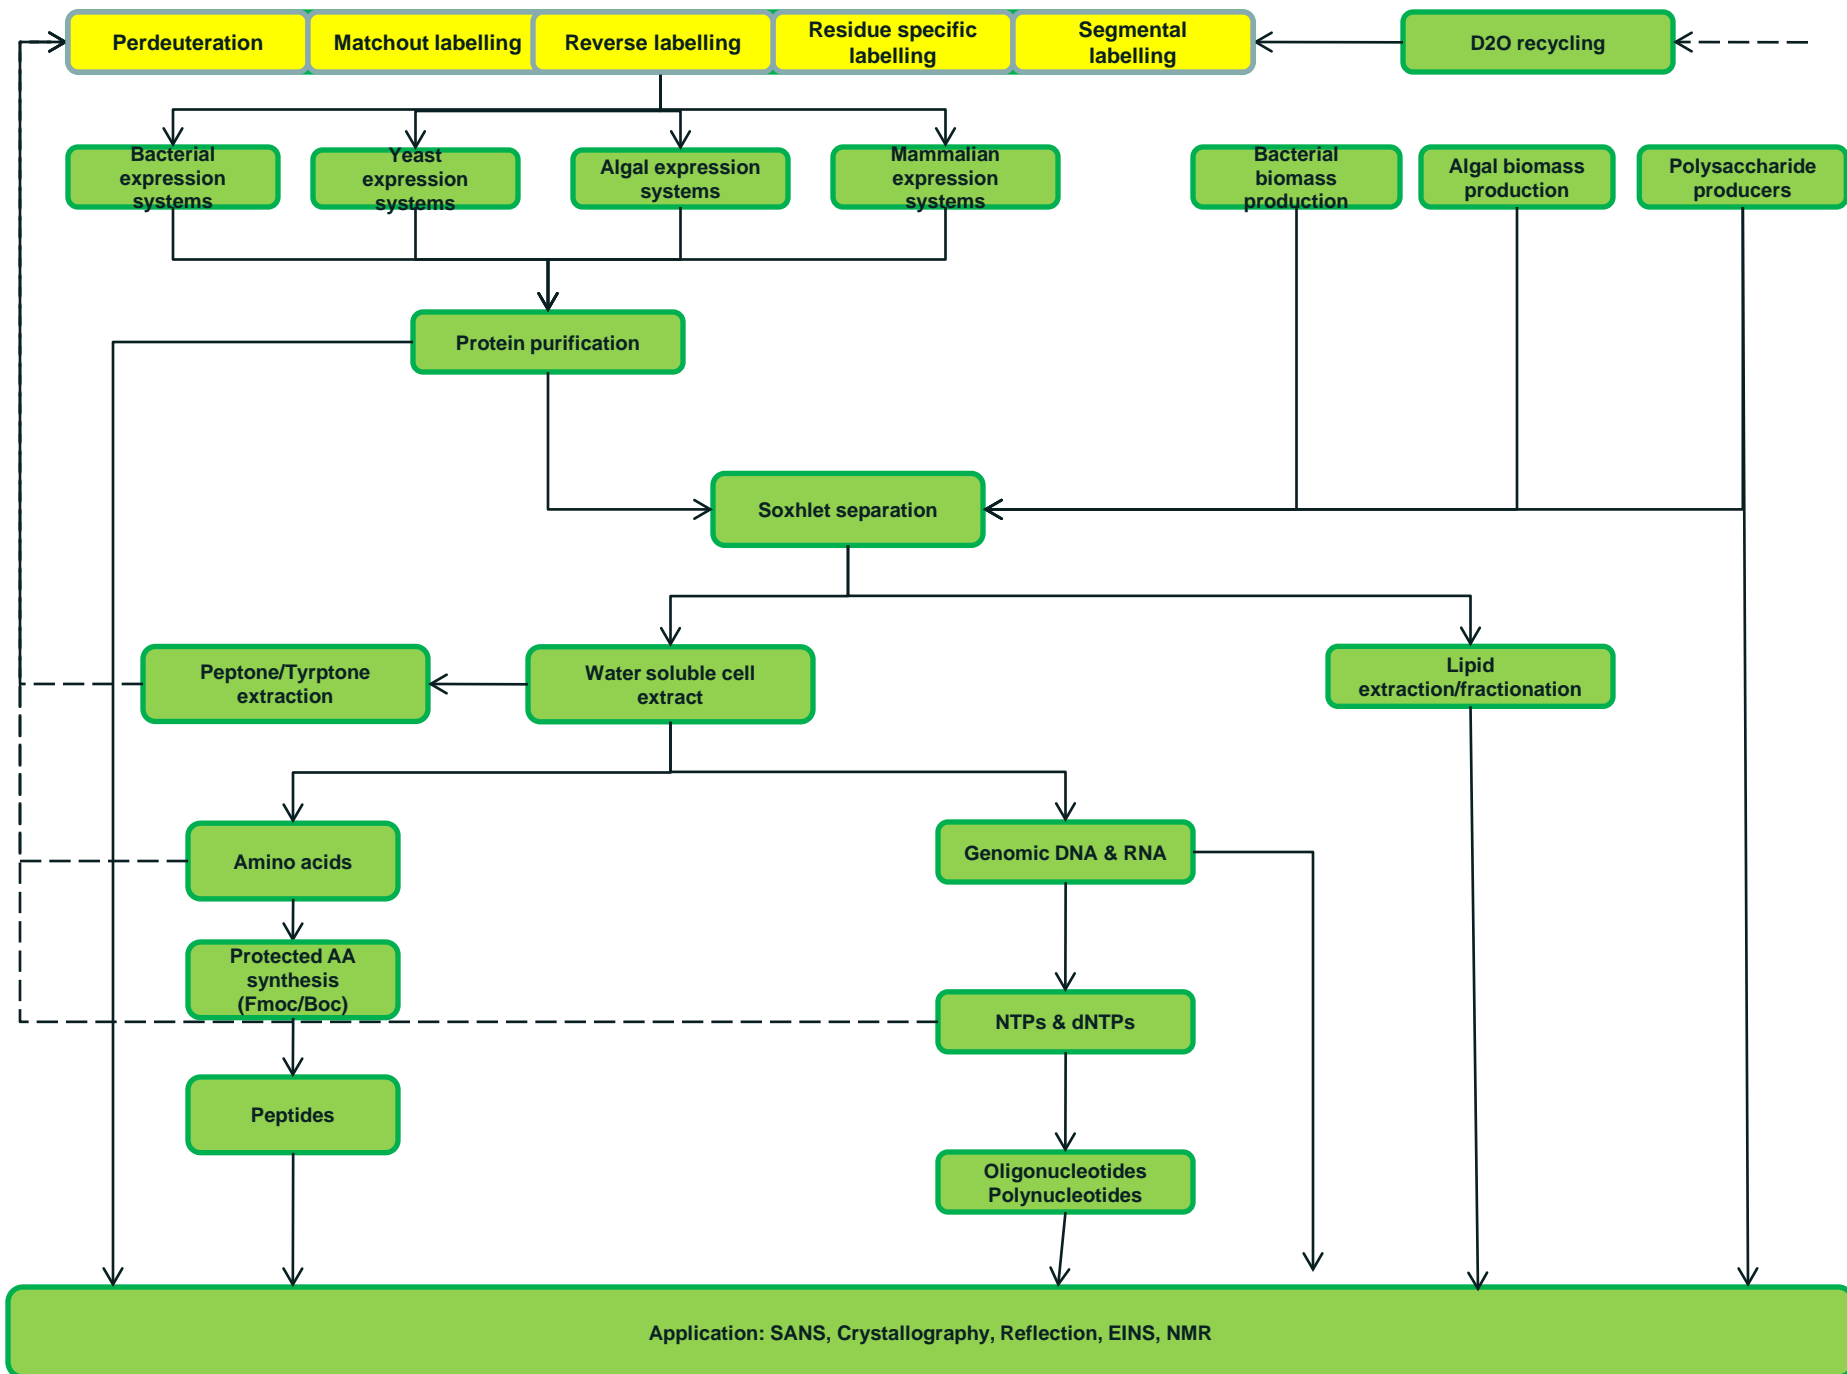 Perdeuteration
Matchout labelling
Reverse labelling
Residue specific
labelling
Segmental
labelling
D2O recycling
Bacterial
expression
systems
Yeast
expression
systems
Algal expression
systems
Mammalian
expression
systems
Bacterial
biomass
production
Algal biomass
production
Polysaccharide
producers
Protein purification
Soxhlet separation
Peptone/Tyrptone
extraction
Water soluble cell
extract
Lipid
extraction/fractionation
Amino acids
Genomic DNA & RNA
Protected AA
synthesis
(Fmoc/Boc)
NTPs & dNTPs
Peptides
Oligonucleotides
Polynucleotides
Application: SANS, Crystallography, Reflection, EINS, NMR